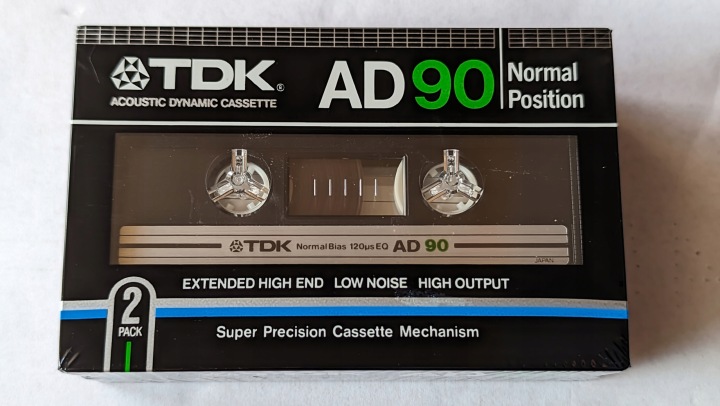 TDK®
ACOUSTIC DYNAMIC CASSETTE
AD 90
Normal
Position
TDK Normal Bias 120µs EQ AD 90
JAPAN
EXTENDED HIGH END LOW NOISE HIGH OUTPUT
2
PACK
Super Precision Cassette Mechanism